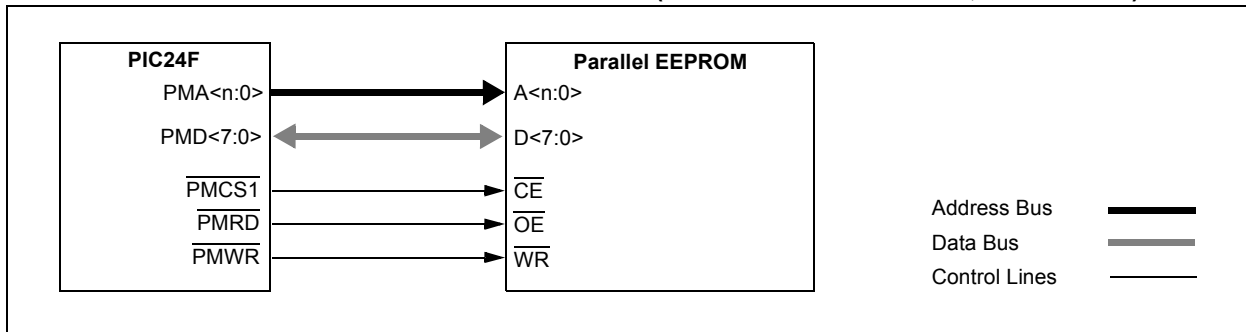 PIC24F
Parallel EEPROM
PMA<n:0>
A<n:0>
PMD<7:0>
D<7:0>
PMCS1
CE
PMRD
OE
PMWR
WR
Address Bus
Data Bus
Control Lines